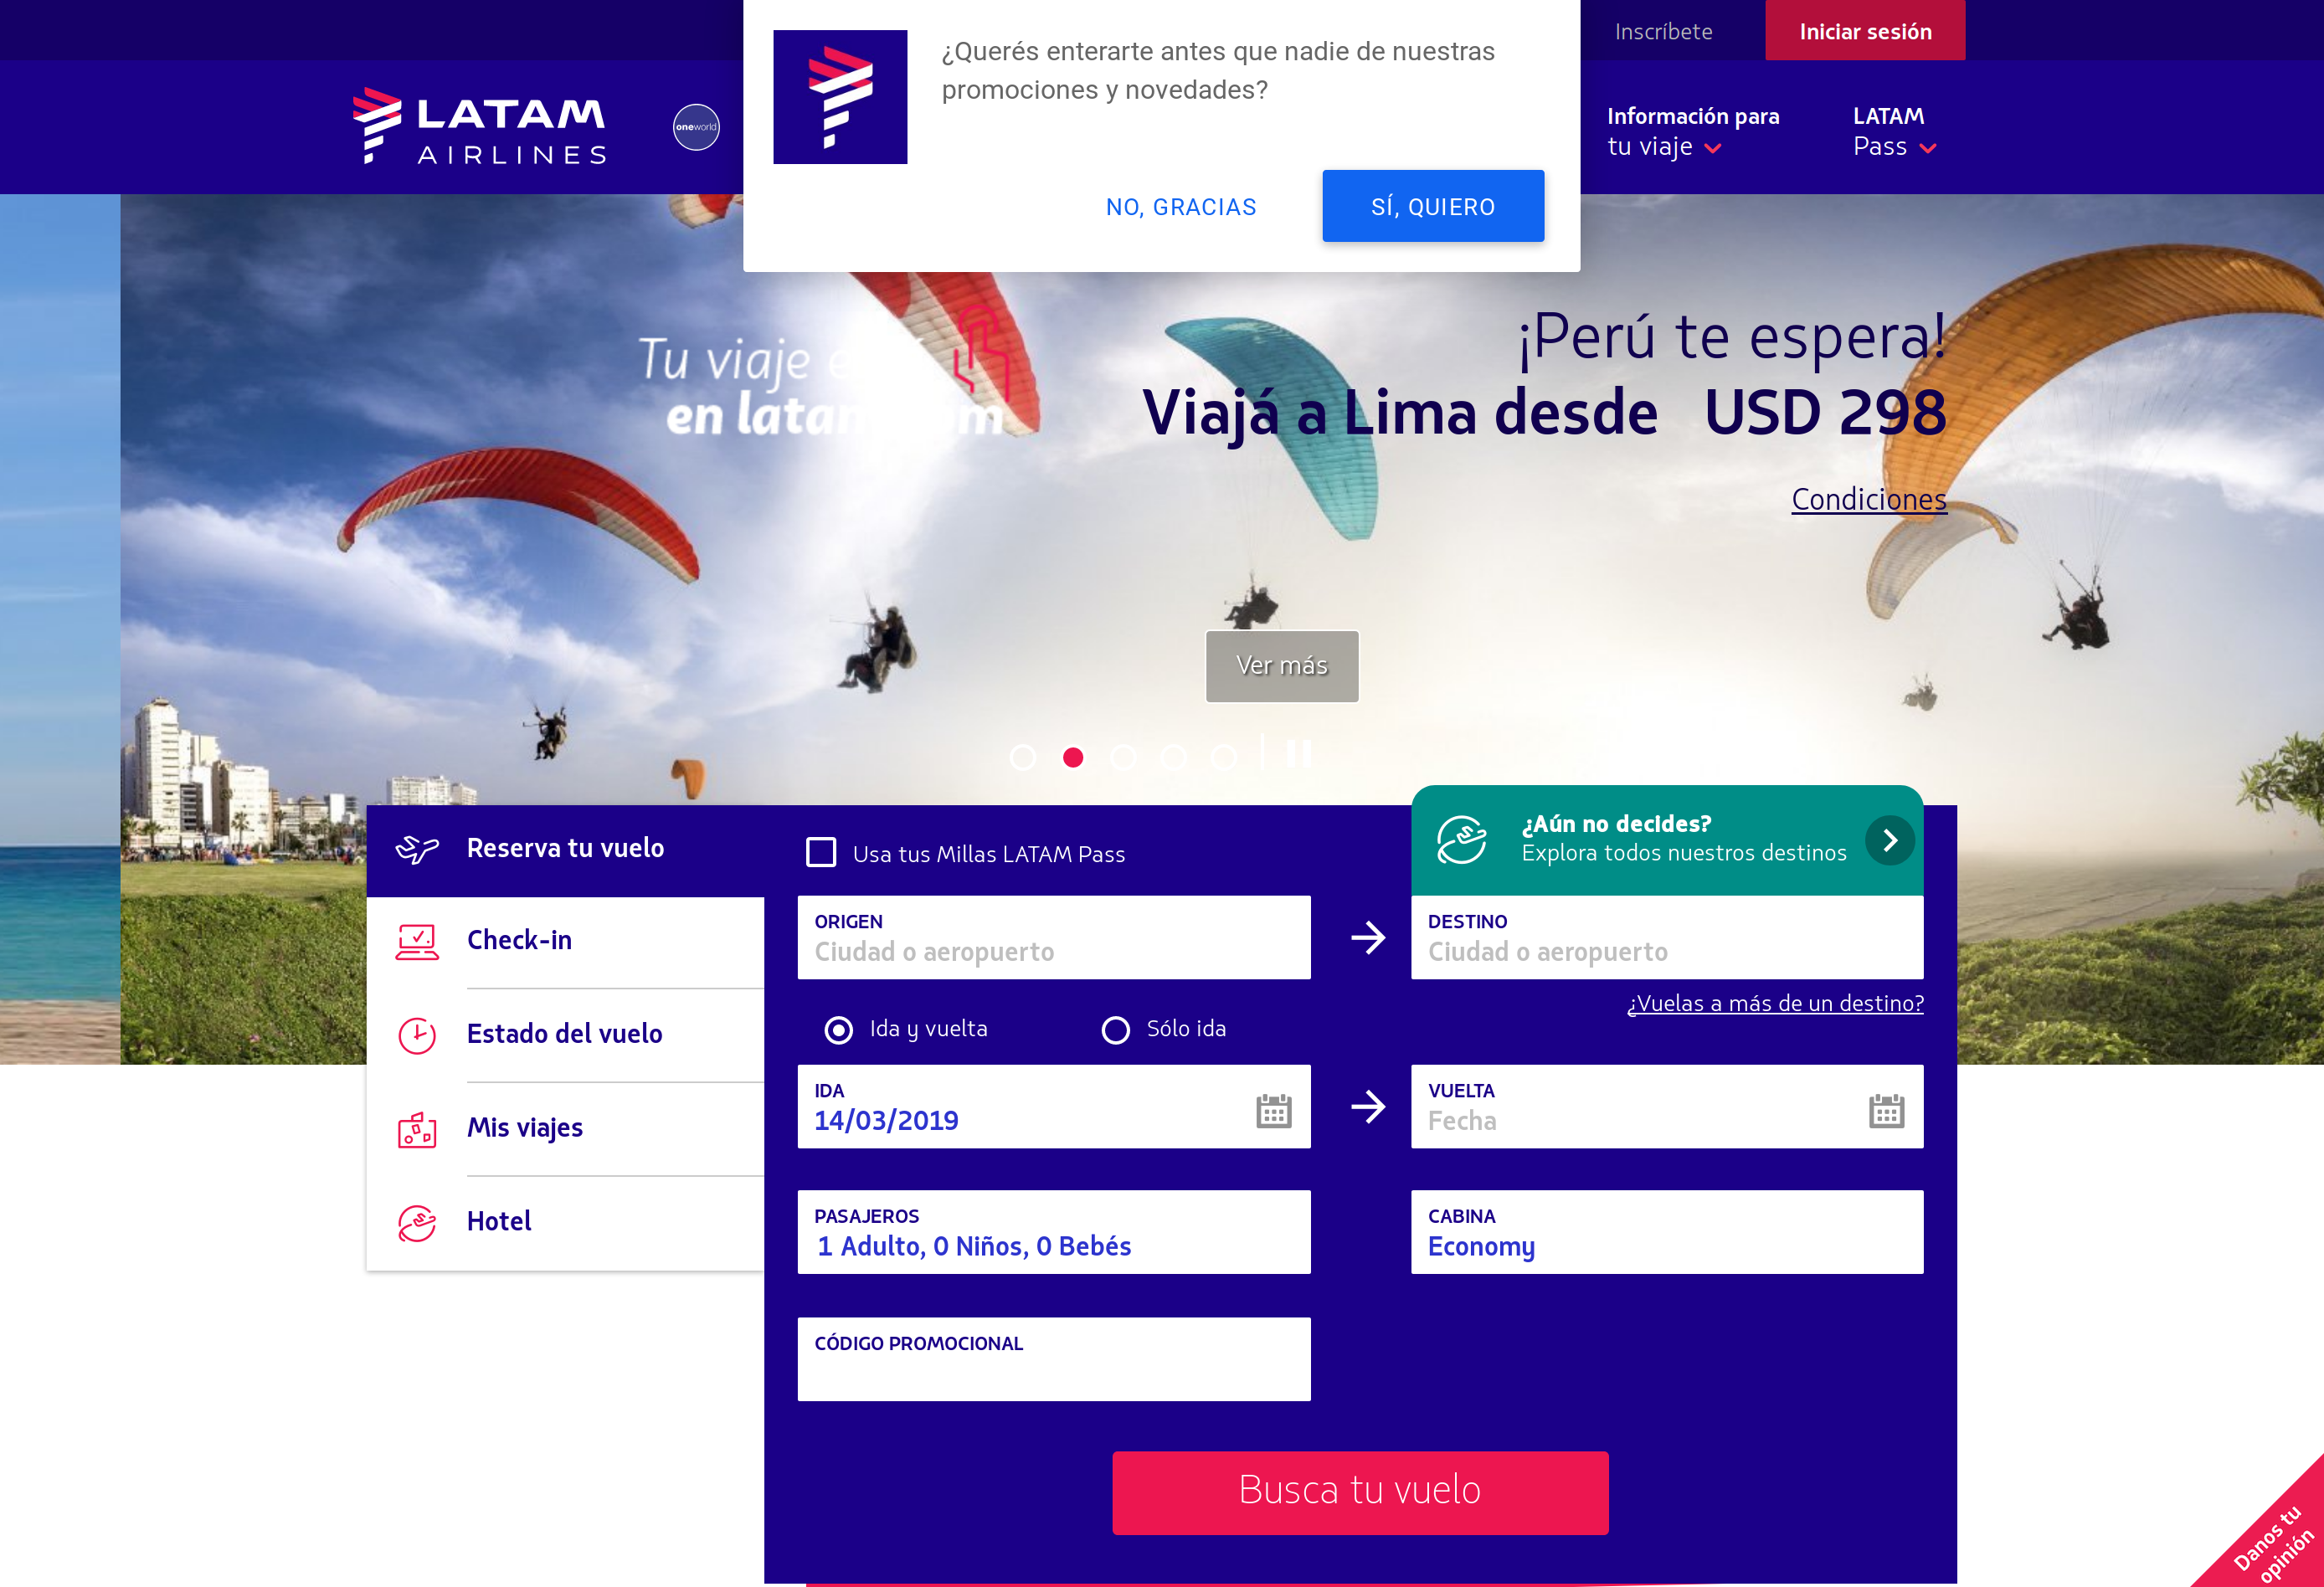 ¿Querés enterarte antes que nadie de nuestras
promociones y novedades?
NO, GRACIAS
SÍ, QUIERO
Inscríbete
Iniciar sesión
LATAM
AIRLINES
oneworld
Información para
tu viaje
LATAM
Pass
Tu viaje
en
¡Perú te espera!
Viajá a Lima desde USD 298
Condiciones
Ver más
Reserva tu vuelo
Check-in
Estado del vuelo
Mis viajes
Hotel
Usa tus Millas LATAM Pass
¿Aún no decides?
Explora todos nuestros destinos
ORIGEN
Ciudad o aeropuerto
DESTINO
Ciudad o aeropuerto
¿Vuelas a más de un destino?
Ida y vuelta
Sólo ida
IDA
14/03/2019
VUELTA
Fecha
PASAJEROS
1 Adulto, 0 Niños, 0 Bebés
CABINA
Economy
CÓDIGO PROMOCIONAL
Busca tu vuelo
Danos tu
opinión